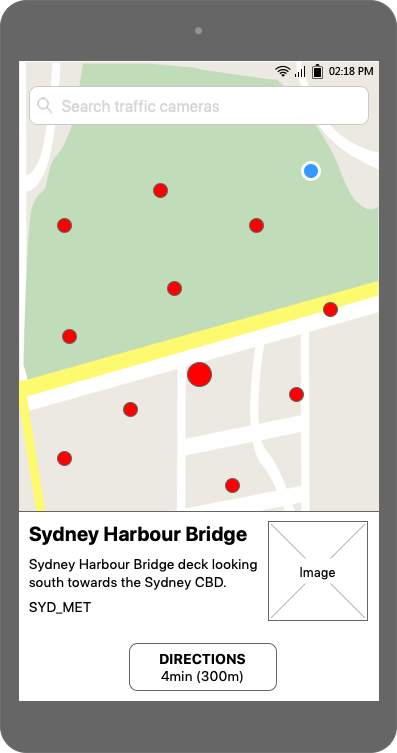 02:18 PM
Search traffic cameras
Sydney Harbour Bridge
Sydney Harbour Bridge deck looking
south towards the Sydney CBD.
SYD_MET
Image
DIRECTIONS
4min (300m)